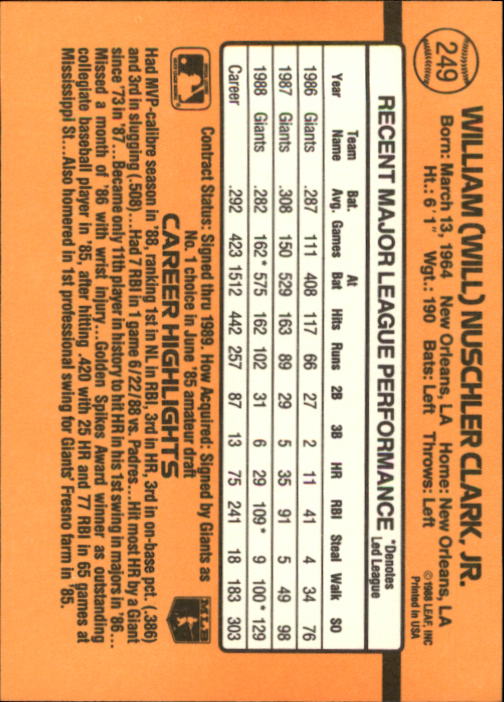 249
WILLIAM (WILL) NUSCHLER CLARK, JR.
Born: March 13, 1964 New Orleans, LA Home: New Orleans, LA
Ht.: 6' 1" Wgt.: 190 Bats: Left Throws: Left
©1988 LEAF, INC
Printed in USA
RECENT MAJOR LEAGUE PERFORMANCE *Denotes Led League
Year Team Name Bat. Avg. Games At Bat Hits Runs 2B 3B HR RBI Steal Walk SO
1986 Giants .287 111 408 117 66 27 2 11 41 4 34 76
1987 Giants .308 150 529 163 89 29 5 35 91 5 49 98
1988 Giants .282 162* 575 162 102 31 6 29 109* 9 100* 129
Career .292 423 1512 442 257 87 13 75 241 18 183 303
Contract Status: Signed thru 1989. How Acquired: Signed by Giants as
No. 1 choice in June '85 amateur draft
MLB
CAREER HIGHLIGHTS
Had MVP-calibre season in '88, ranking 1st in NL in RBI, 3rd in HR, 3rd in on-base pct. (.386)
and 3rd in slugging (.508)...Had 7 RBI in 1 game 6/22/88 vs. Padres...Hit most HR by a Giant
since '73 in '87...Became only 11th player in history to hit HR in his 1st swing in majors in '86...
Missed a month of '86 with wrist injury...Golden Spikes Award winner as outstanding
collegiate baseball player in '85, after hitting .420 with 25 HR and 77 RBI in 65 games at
Mississippi St...Also homered in 1st professional swing for Giants' Fresno farm in '85.